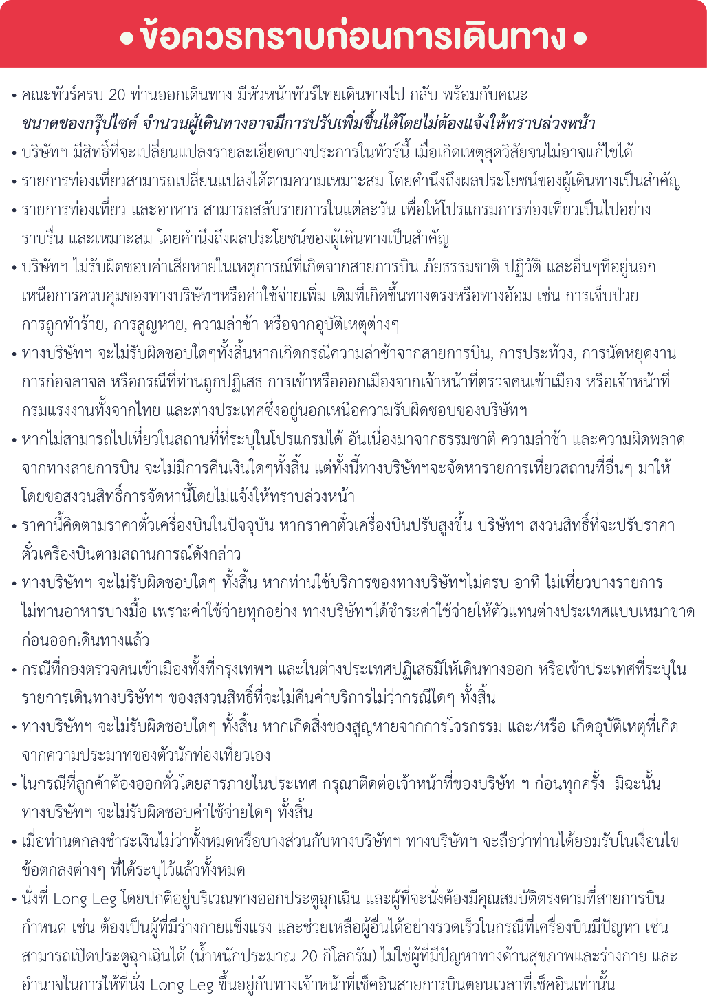 • ข้อควรทราบก่อนการเดินทาง •
• คณะทัวร์ครบ 20 ท่านออกเดินทาง มีหัวหน้าทัวร์ไทยเดินทางไป-กลับ พร้อมกับคณะ
ขนาดของกรุ๊ปไซค์ จำนวนผู้เดินทางอาจมีการปรับเพิ่มขึ้นได้โดยไม่ต้องแจ้งให้ทราบล่วงหน้า
• บริษัทฯ มีสิทธิ์ที่จะเปลี่ยนแปลงรายละเอียดบางประการในทัวร์นี้ เมื่อเกิดเหตุสุดวิสัยจนไม่อาจแก้ไขได้
• รายการท่องเที่ยวสามารถเปลี่ยนแปลงได้ตามความเหมาะสม โดยคำนึงถึงผลประโยชน์ของผู้เดินทางเป็นสำคัญ
• รายการท่องเที่ยว และอาหาร สามารถสลับรายการในแต่ละวัน เพื่อให้โปรแกรมการท่องเที่ยวเป็นไปอย่าง
ราบรื่น และเหมาะสม โดยคำนึงถึงผลประโยชน์ของผู้เดินทางเป็นสำคัญ
• บริษัทฯ ไม่รับผิดชอบค่าเสียหายในเหตุการณ์ที่เกิดจากสายการบิน ภัยธรรมชาติ ปฏิวัติ และอื่นๆที่อยู่นอก
เหนือการควบคุมของทางบริษัทฯหรือค่าใช้จ่ายเพิ่ม เติมที่เกิดขึ้นทางตรงหรือทางอ้อม เช่น การเจ็บป่วย
การถูกทำร้าย, การสูญหาย, ความล่าช้า หรือจากอุบัติเหตุต่างๆ
• ทางบริษัทฯ จะไม่รับผิดชอบใดๆทั้งสิ้นหากเกิดกรณีความล่าช้าจากสายการบิน, การประท้วง, การนัดหยุดงาน
การก่อจลาจล หรือกรณีที่ท่านถูกปฏิเสธ การเข้าหรือออกเมืองจากเจ้าหน้าที่ตรวจคนเข้าเมือง หรือเจ้าหน้าที่
กรมแรงงานทั้งจากไทย และต่างประเทศซึ่งอยู่นอกเหนือความรับผิดชอบของบริษัทฯ
• หากไม่สามารถไปเที่ยวในสถานที่ที่ระบุในโปรแกรมได้ อันเนื่องมาจากธรรมชาติ ความล่าช้า และความผิดพลาด
จากทางสายการบิน จะไม่มีการคืนเงินใดๆทั้งสิ้น แต่ทั้งนี้ทางบริษัทฯจะจัดหารายการเที่ยวสถานที่อื่นๆ มาให้
โดยขอสงวนสิทธิ์การจัดหานี้โดยไม่แจ้งให้ทราบล่วงหน้า
• ราคานี้คิดตามราคาตั๋วเครื่องบินในปัจจุบัน หากราคาตั๋วเครื่องบินปรับสูงขึ้น บริษัทฯ สงวนสิทธิ์ที่จะปรับราคา
ตั๋วเครื่องบินตามสถานการณ์ดังกล่าว
• ทางบริษัทฯ จะไม่รับผิดชอบใดๆ ทั้งสิ้น หากท่านใช้บริการของทางบริษัทฯไม่ครบ อาทิ ไม่เที่ยวบางรายการ
ไม่ทานอาหารบางมื้อ เพราะค่าใช้จ่ายทุกอย่าง ทางบริษัทฯได้ชำระค่าใช้จ่ายให้ตัวแทนต่างประเทศแบบเหมาขาด
ก่อนออกเดินทางแล้ว
• กรณีที่กองตรวจคนเข้าเมืองทั้งที่กรุงเทพฯ และในต่างประเทศปฏิเสธมิให้เดินทางออก หรือเข้าประเทศที่ระบุใน
รายการเดินทางบริษัทฯ ของสงวนสิทธิ์ที่จะไม่คืนค่าบริการไม่ว่ากรณีใดๆ ทั้งสิ้น
• ทางบริษัทฯ จะไม่รับผิดชอบใดๆ ทั้งสิ้น หากเกิดสิ่งของสูญหายจากการโจรกรรม และ/หรือ เกิดอุบัติเหตุที่เกิด
จากความประมาทของตัวนักท่องเที่ยวเอง
• ในกรณีที่ลูกค้าต้องออกตั๋วโดยสารภายในประเทศ กรุณาติดต่อเจ้าหน้าที่ของบริษัท ฯ ก่อนทุกครั้ง มิฉะนั้น
ทางบริษัทฯ จะไม่รับผิดชอบค่าใช้จ่ายใดๆ ทั้งสิ้น
• เมื่อท่านตกลงชำระเงินไม่ว่าทั้งหมดหรือบางส่วนกับทางบริษัทฯ ทางบริษัทฯ จะถือว่าท่านได้ยอมรับในเงื่อนไข
ข้อตกลงต่างๆ ที่ได้ระบุไว้แล้วทั้งหมด
• นั่งที่ Long Leg โดยปกติอยู่บริเวณทางออกประตูฉุกเฉิน และผู้ที่จะนั่งต้องมีคุณสมบัติตรงตามที่สายการบิน
กำหนด เช่น ต้องเป็นผู้ที่มีร่างกายแข็งแรง และช่วยเหลือผู้อื่นได้อย่างรวดเร็วในกรณีที่เครื่องบินมีปัญหา เช่น
สามารถเปิดประตูฉุกเฉินได้ (น้ำหนักประมาณ 20 กิโลกรัม) ไม่ใช่ผู้ที่มีปัญหาทางด้านสุขภาพและร่างกาย และ
อำนาจในการให้ที่นั่ง Long Leg ขึ้นอยู่กับทางเจ้าหน้าที่เช็คอินสายการบินตอนเวลาที่เช็คอินเท่านั้น